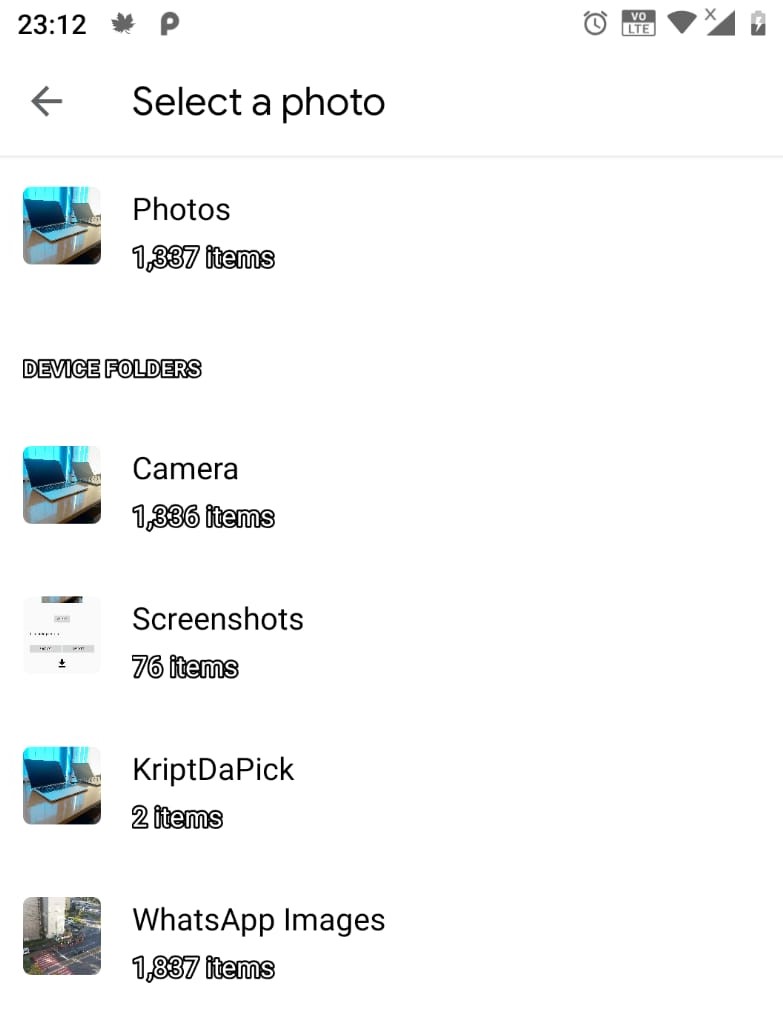 23:12
VO
LTE
X
Select a photo
Photos
1,337 items
DEVICE FOLDERS
Camera
1,336 items
Screenshots
76 items
KriptDaPick
2 items
WhatsApp Images
1,837 items